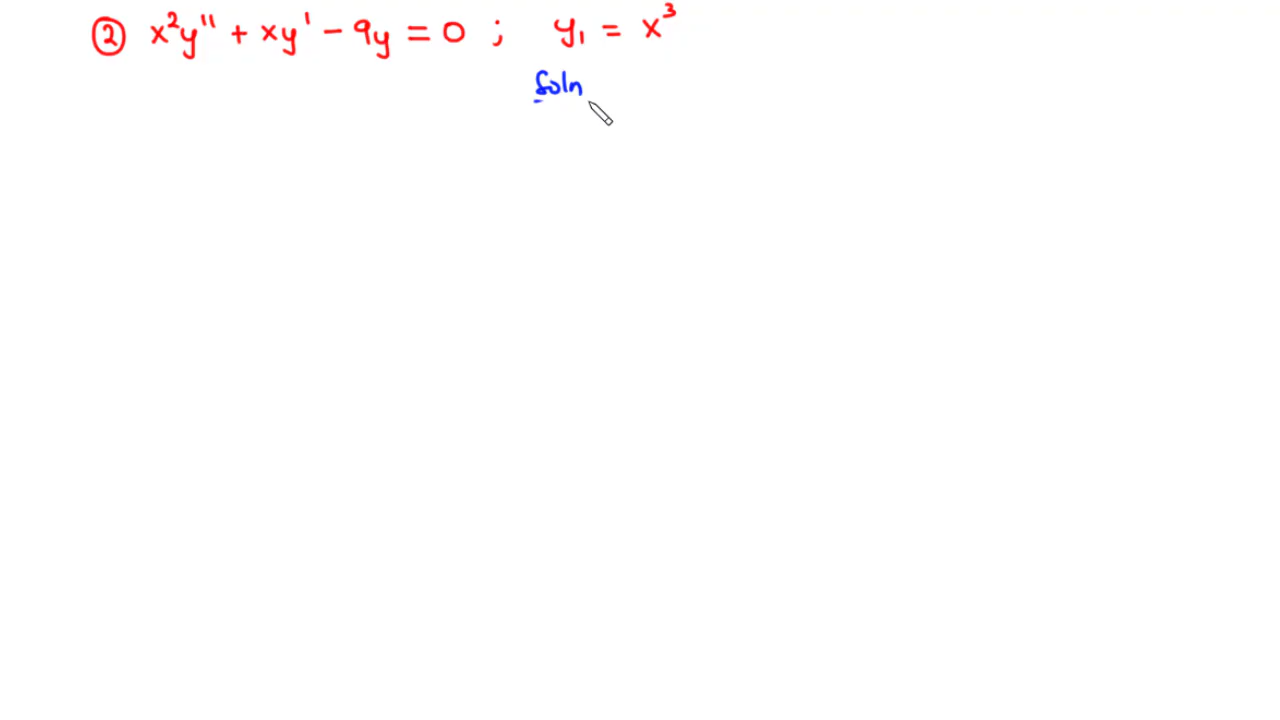 ② x²y'' + xy' - 9y = 0 ; y₁ = x³
Soln